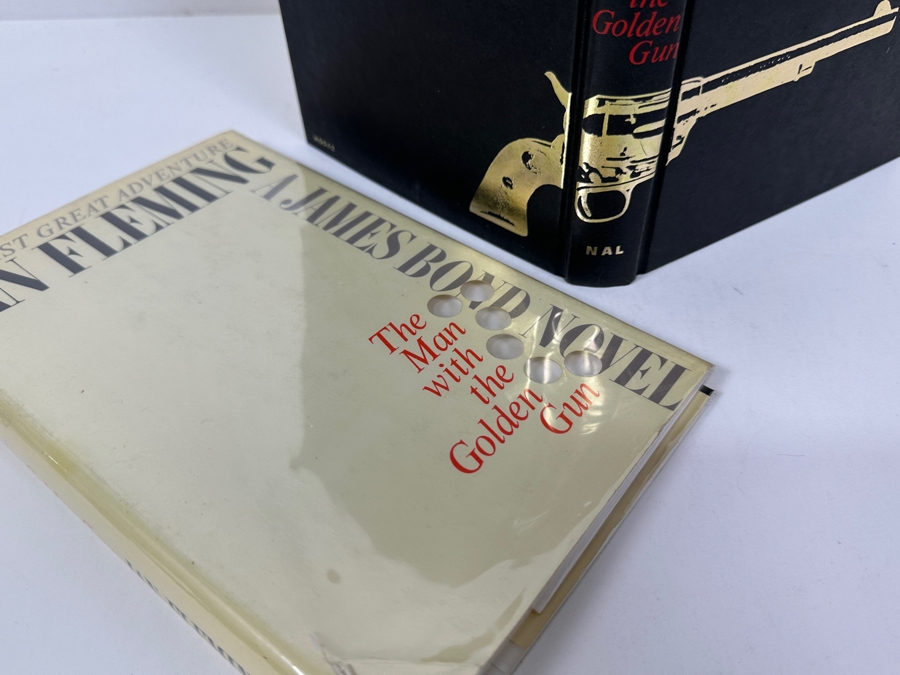 the
Golden
Gun
NAL
ST GREAT ADVENTURE
N FLEMING
A JAMES BOND NOVEL
The
Man
with
the
Golden
Gun